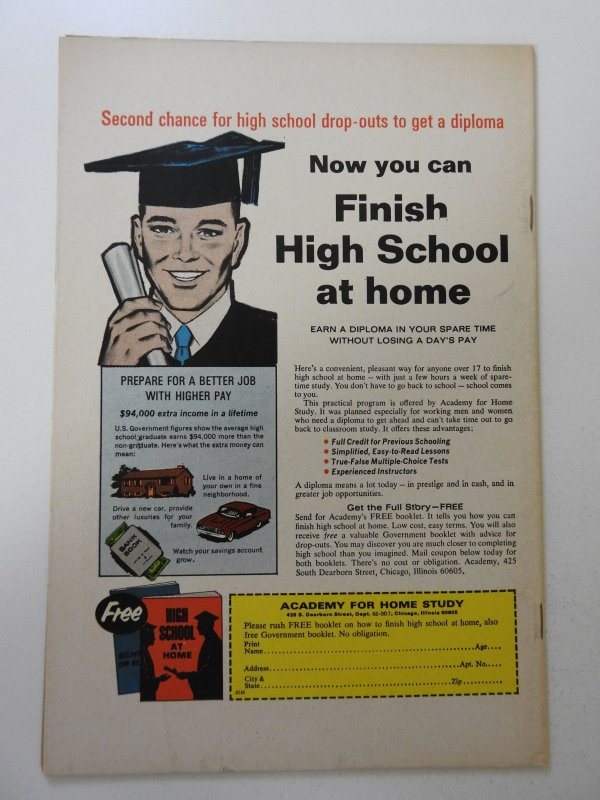 Second chance for high school drop-outs to get a diploma
Now you can
Finish
High School
at home
EARN A DIPLOMA IN YOUR SPARE TIME
WITHOUT LOSING A DAY'S PAY
PREPARE FOR A BETTER JOB
WITH HIGHER PAY
$94,000 extra income in a lifetime
U.S. Government figures show the average high
school graduate earns $94,000 more than the
non-graduate. Here's what the extra money can
mean:
Live in a home of
your own in a fine
neighborhood.
Drive a new car, provide
other luxuries for your
family.
BANK
BOOK
Watch your savings account
grow.
Here's a convenient, pleasant way for anyone over 17 to finish
high school at home — with just a few hours a week of spare-
time study. You don't have to go back to school — school comes
to you.
This practical program is offered by Academy for Home
Study. It was planned especially for working men and women
who need a diploma to get ahead and can't take time out to go
back to classroom study. It offers these advantages:
• Full Credit for Previous Schooling
• Simplified, Easy-to-Read Lessons
• True-False Multiple-Choice Tests
• Experienced Instructors
A diploma means a lot today — in prestige and in cash, and in
greater job opportunities.
Get the Full Story—FREE
Send for Academy's FREE booklet. It tells you how you can
finish high school at home. Low cost, easy terms. You will also
receive free a valuable Government booklet with advice for
drop-outs. You may discover you are much closer to completing
high school than you imagined. Mail coupon below today for
both booklets. There's no cost or obligation. Academy, 425
South Dearborn Street, Chicago, Illinois 60605.
Free
HIGH
SCHOOL
AT
HOME
ACADEMY FOR HOME STUDY
425 S. Dearborn Street, Dept. Chicago, Illinois 60605
Please rush FREE booklet on how to finish high school at home, also
free Government booklet. No obligation.
Print
Name Age
Address Apt. No.
City &
State Zip